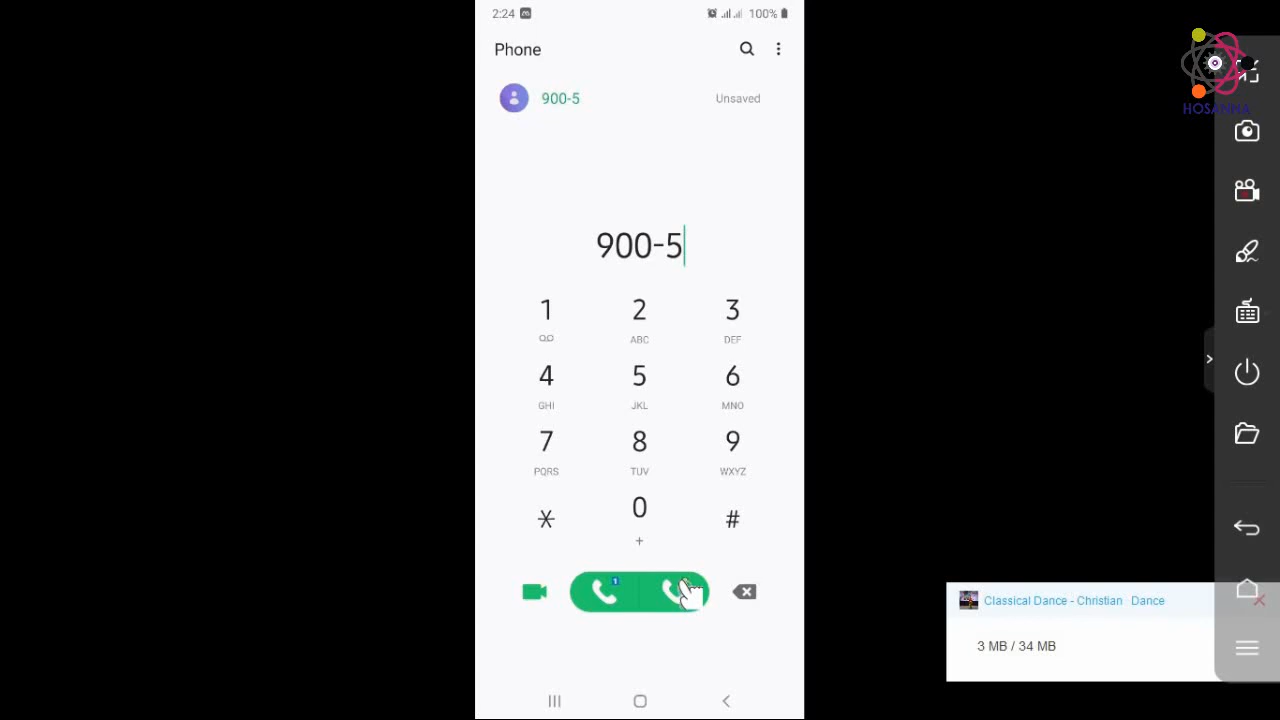 2:24
100%
Phone
HOSANNA
900-5
Unsaved
900-5
1
2
3
ABC
DEF
4
5
6
GHI
JKL
MNO
7
8
9
PQRS
TUV
WXYZ
0
#
+
1
Classical Dance - Christian Dance
3 MB / 34 MB